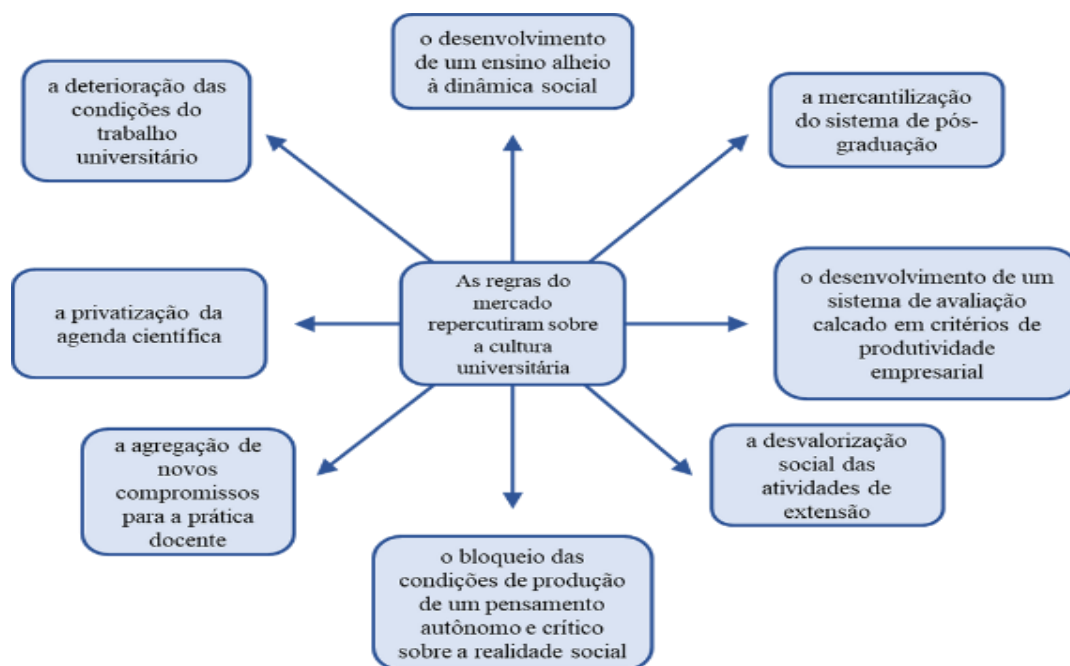 o desenvolvimento
de um ensino alheio
à dinâmica social
a deterioração das
condições do
trabalho
universitário
a mercantilização
do sistema de pós-
graduação
a privatização da
agenda científica
As regras do
mercado
repercutiram sobre
a cultura
universitária
o desenvolvimento de um
sistema de avaliação
calcado em critérios de
produtividade
empresarial
a agregação de
novos
compromissos
para a prática
docente
a desvalorização
social das
atividades de
extensão
o bloqueio das
condições de produção
de um pensamento
autônomo e crítico
sobre a realidade social